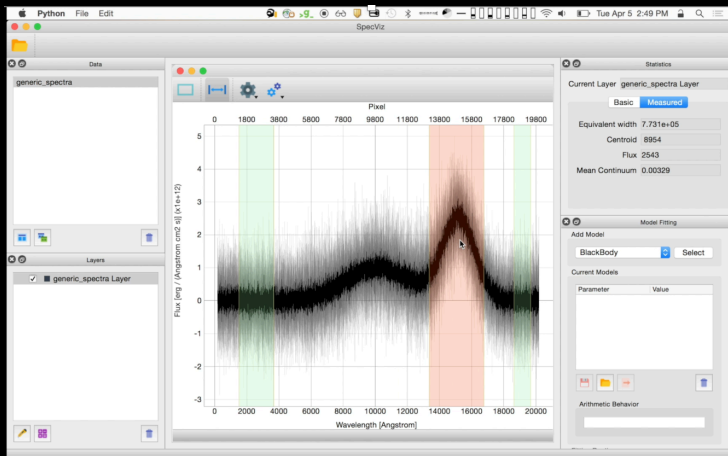 Python File Edit
Tue Apr 5 2:49 PM
SpecViz
Data
generic_spectra
Layers
generic_spectra Layer
Pixel
0 1800 3800 5800 7800 9800 11800 13800 15800 17800 19800
5
4
3
2
1
0
-1
-2
-3
Flux [erg / (Angstrom cm2 s)] (x1e+12)
0 2000 4000 6000 8000 10000 12000 14000 16000 18000 20000
Wavelength [Angstrom]
Statistics
Current Layer generic_spectra Layer
Basic Measured
Equivalent width 7.731e+05
Centroid 8954
Flux 2543
Mean Continuum 0.00329
Model Fitting
Add Model
BlackBody Select
Current Models
Parameter Value
Arithmetic Behavior